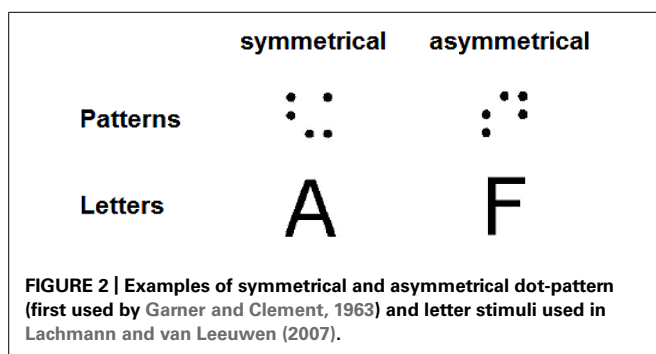 symmetrical asymmetrical
Patterns
Letters A F
FIGURE 2 | Examples of symmetrical and asymmetrical dot-pattern
(first used by Garner and Clement, 1963) and letter stimuli used in
Lachmann and van Leeuwen (2007).